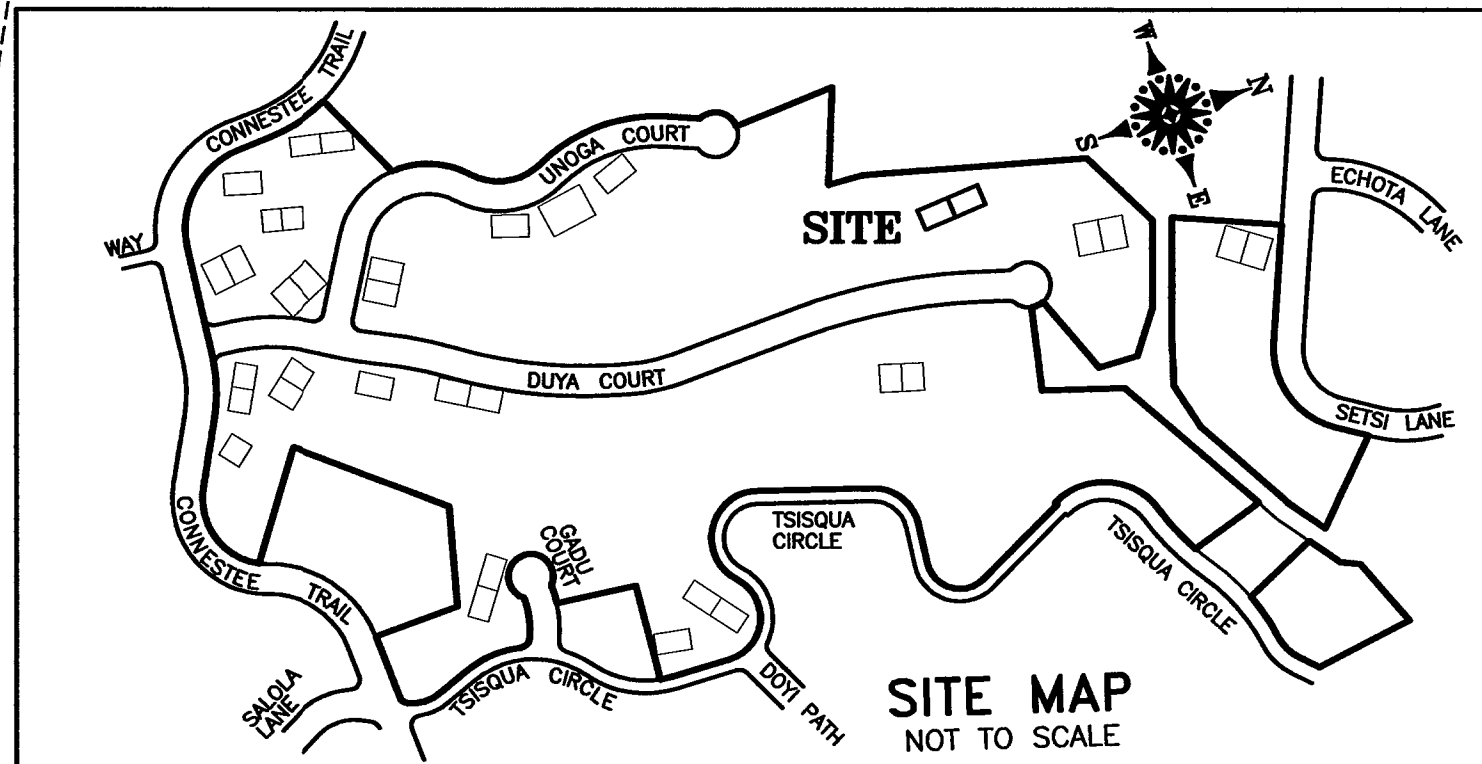 CONNESTEE TRAIL
UNOGA COURT
W
N
S
E
ECHOTA LANE
SITE
WAY
DUYA COURT
SETSI LANE
CONNESTEE TRAIL
GADU
COURT
TSISQUA
CIRCLE
TSISQUA CIRCLE
SALOLA
LANE
TSISQUA CIRCLE
DOYI PATH
SITE MAP
NOT TO SCALE